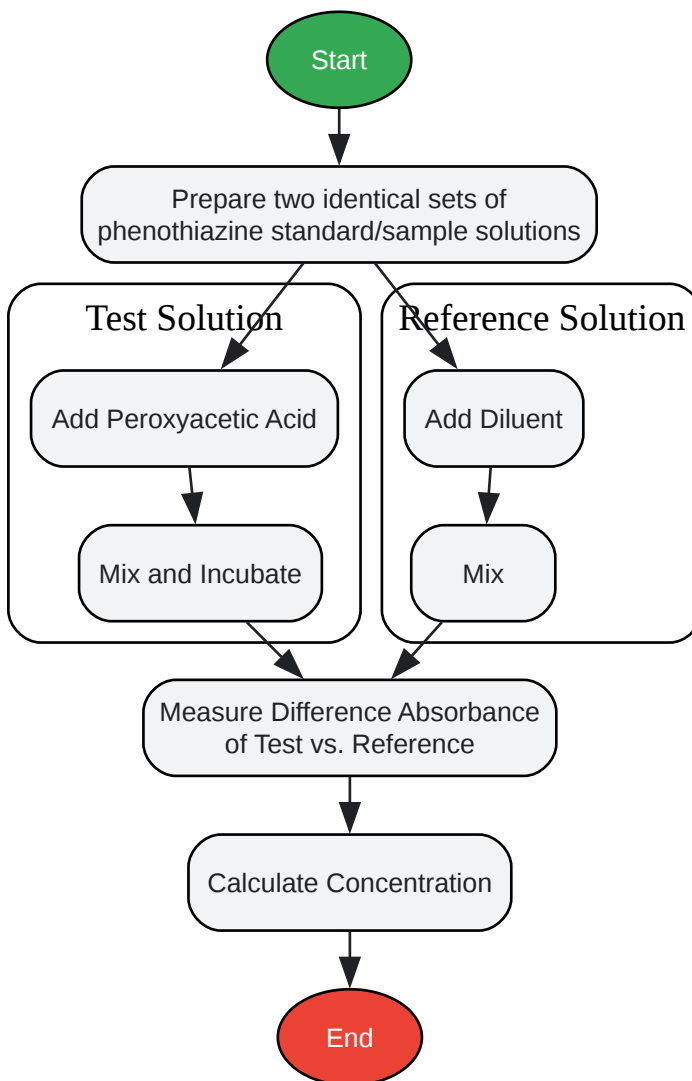 Start
Prepare two identical sets of
phenothiazine standard/sample solutions
Test Solution
Add Peroxyacetic Acid
Mix and Incubate
Reference Solution
Add Diluent
Mix
Measure Difference Absorbance
of Test vs. Reference
Calculate Concentration
End